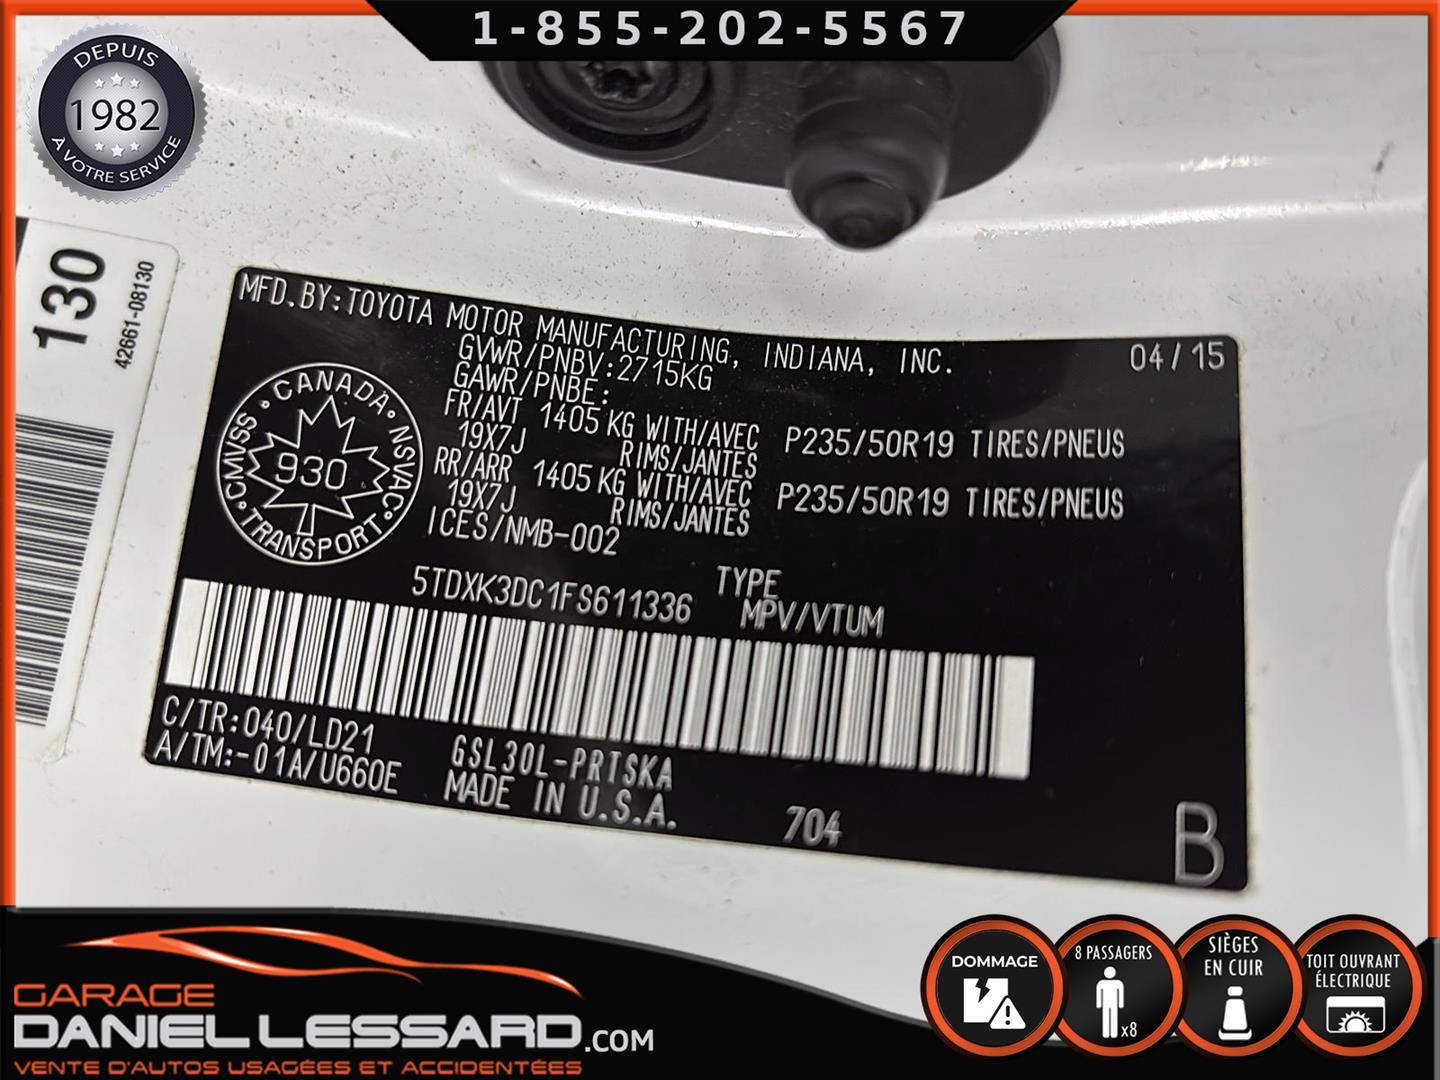 1-855-202-5567
DEPUIS
1982
À VOTRE SERVICE
130
42661-08130
MFD.BY:TOYOTA MOTOR MANUFACTURING, INDIANA, INC. 04/15
GVWR/PNBV:2715KG
GAWR/PNBE:
FR/AVT 1405 KG WITH/AVEC P235/50R19 TIRES/PNEUS
19X7J RIMS/JANTES
RR/ARR 1405 KG WITH/AVEC P235/50R19 TIRES/PNEUS
19X7J RIMS/JANTES
ICES/NMB-002
CANADA
CMVSS · NSVAC
930
TRANSPORT
5TDXK3DC1FS611336 TYPE
MPV/VTUM
C/TR:040/LD21
A/TM:-01A/U660E
GSL30L-PRTSKA
MADE IN U.S.A.
704
B
GARAGE
DANIEL LESSARD.COM
VENTE D'AUTOS USAGÉES ET ACCIDENTÉES
DOMMAGE
8 PASSAGERS
x8
SIÈGES
EN CUIR
TOIT OUVRANT
ÉLECTRIQUE